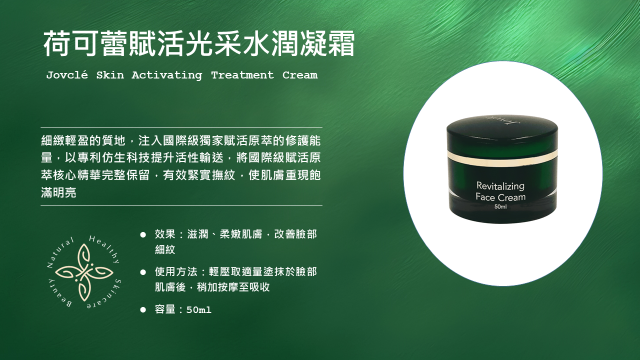 荷可蕾賦活光采水潤凝霜
Jovclé Skin Activating Treatment Cream
細緻輕盈的質地，注入國際級獨家賦活原萃的修護能
量，以專利仿生科技提升活性輸送，將國際級賦活原
萃核心精華完整保留，有效緊實撫紋，使肌膚重現飽
滿明亮
Natural Healthy
Beauty Skincare
● 效果：滋潤、柔嫩肌膚，改善臉部
細紋
● 使用方法：輕壓取適量塗抹於臉部
肌膚後，稍加按摩至吸收
● 容量：50ml
Revitalizing
Face Cream
50ml